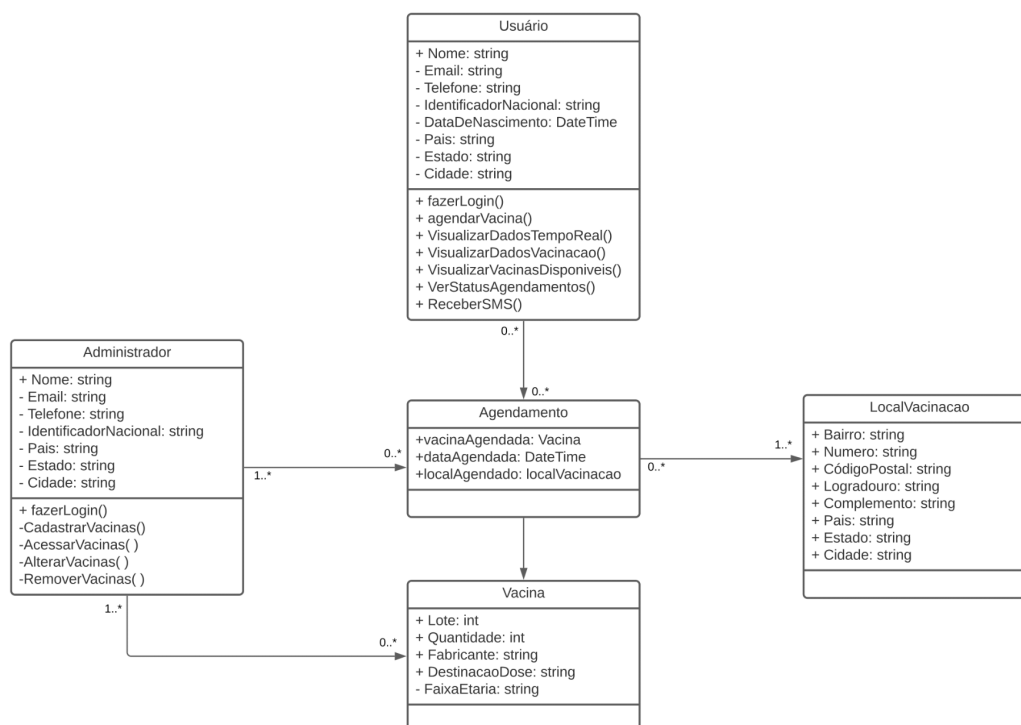 Usuário
+ Nome: string
- Email: string
- Telefone: string
- IdentificadorNacional: string
- DataDeNascimento: DateTime
- Pais: string
- Estado: string
- Cidade: string
+ fazerLogin()
+ agendarVacina()
+ VisualizarDadosTempoReal()
+ VisualizarDadosVacinacao()
+ VisualizarVacinasDisponiveis()
+ VerStatusAgendamentos()
+ ReceberSMS()
0..*
0..*
Administrador
+ Nome: string
- Email: string
- Telefone: string
- IdentificadorNacional: string
- Pais: string
- Estado: string
- Cidade: string
+ fazerLogin()
-CadastrarVacinas()
-AcessarVacinas( )
-AlterarVacinas( )
-RemoverVacinas( )
1..*
0..*
Agendamento
+vacinaAgendada: Vacina
+dataAgendada: DateTime
+localAgendado: localVacinacao
0..*
1..*
LocalVacinacao
+ Bairro: string
+ Numero: string
+ CódigoPostal: string
+ Logradouro: string
+ Complemento: string
+ Pais: string
+ Estado: string
+ Cidade: string
1..*
0..*
Vacina
+ Lote: int
+ Quantidade: int
+ Fabricante: string
+ DestinacaoDose: string
- FaixaEtaria: string